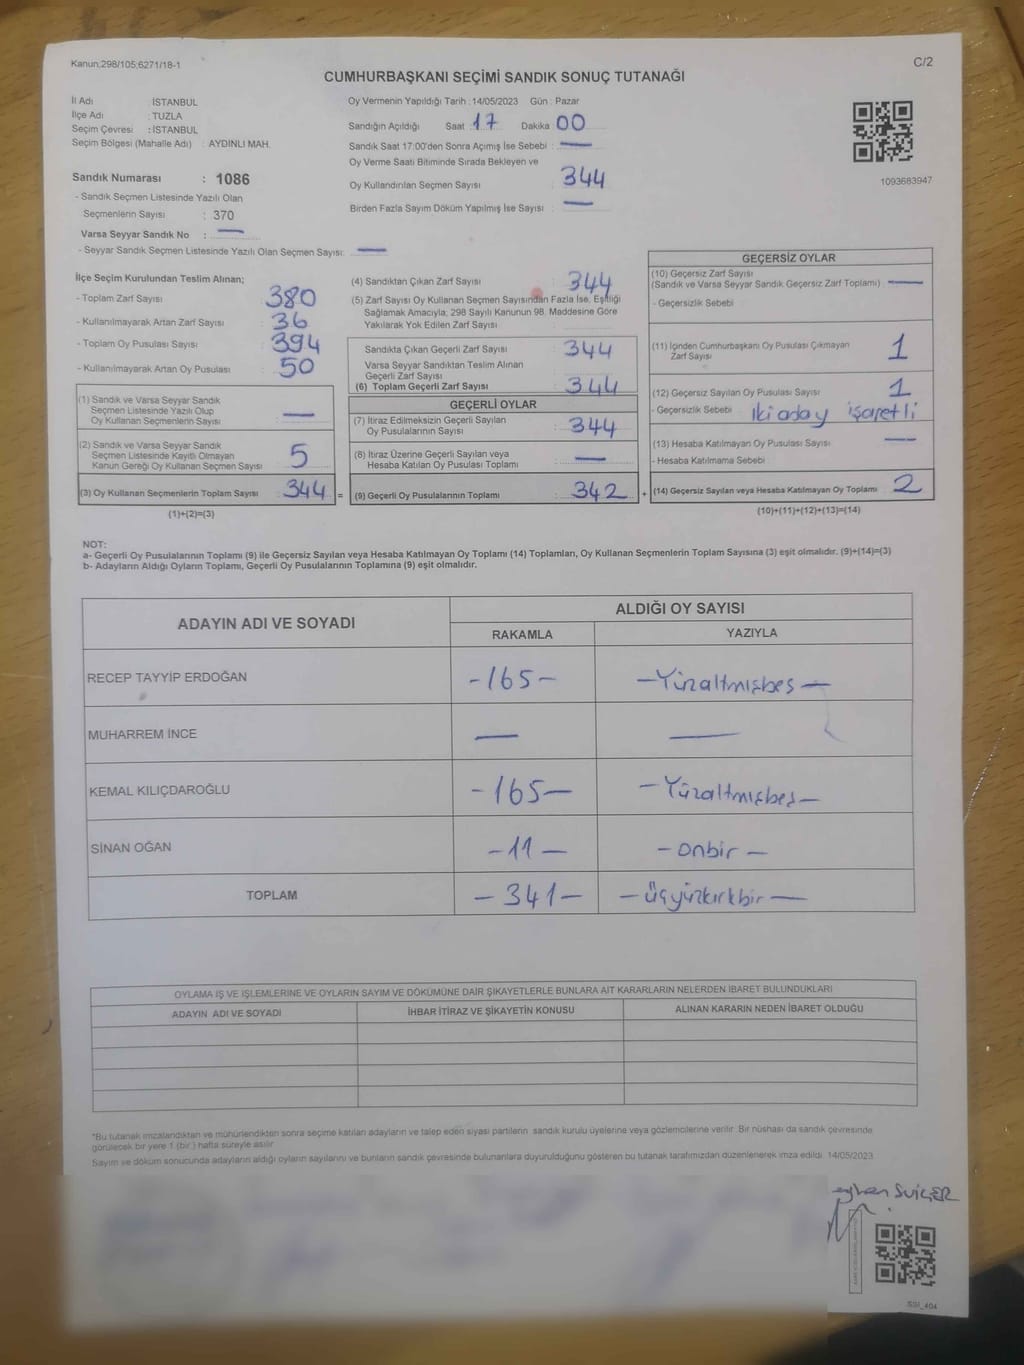 Kanun;298/105;6271/18-1
C/2
CUMHURBAŞKANI SEÇİMİ SANDIK SONUÇ TUTANAĞI
İl Adı : İSTANBUL
İlçe Adı : TUZLA
Seçim Çevresi : İSTANBUL
Seçim Bölgesi (Mahalle Adı) : AYDINLI MAH.
Sandık Numarası : 1086
- Sandık Seçmen Listesinde Yazılı Olan
Seçmenlerin Sayısı : 370
Varsa Seyyar Sandık No : —
- Seyyar Sandık Seçmen Listesinde Yazılı Olan Seçmen Sayısı: —
Oy Vermenin Yapıldığı Tarih : 14/05/2023 Gün : Pazar
Sandığın Açıldığı Saat 17 Dakika 00
Sandık Saat 17:00'den Sonra Açımış İse Sebebi : —
Oy Verme Saati Bitiminde Sırada Bekleyen ve
Oy Kullandırılan Seçmen Sayısı : 344
Birden Fazla Sayım Döküm Yapılmış İse Sayısı : —
1093683947
İlçe Seçim Kurulundan Teslim Alınan;
- Toplam Zarf Sayısı : 380
- Kullanılmayarak Artan Zarf Sayısı : 36
- Toplam Oy Pusulası Sayısı : 394
- Kullanılmayarak Artan Oy Pusulası : 50
(1) Sandık ve Varsa Seyyar Sandık
Seçmen Listesinde Yazılı Olup
Oy Kullanan Seçmenlerin Sayısı : —
(2) Sandık ve Varsa Seyyar Sandık
Seçmen Listesinde Kayıtlı Olmayan
Kanun Gereği Oy Kullanan Seçmen Sayısı : 5
(3) Oy Kullanan Seçmenlerin Toplam Sayısı : 344 =
(1)+(2)=(3)
(4) Sandıktan Çıkan Zarf Sayısı : 344
(5) Zarf Sayısı Oy Kullanan Seçmen Sayısından Fazla İse, Eşitliği
Sağlamak Amacıyla; 298 Sayılı Kanunun 98. Maddesine Göre
Yakılarak Yok Edilen Zarf Sayısı :
Sandıkta Çıkan Geçerli Zarf Sayısı : 344
Varsa Seyyar Sandıktan Teslim Alınan
Geçerli Zarf Sayısı :
(6) Toplam Geçerli Zarf Sayısı : 344
GEÇERLİ OYLAR
(7) İtiraz Edilmeksizin Geçerli Sayılan
Oy Pusulalarının Sayısı : 344
(8) İtiraz Üzerine Geçerli Sayılan veya
Hesaba Katılan Oy Pusulası Toplamı : —
(9) Geçerli Oy Pusulalarının Toplamı : 342 +
GEÇERSİZ OYLAR
(10) Geçersiz Zarf Sayısı
(Sandık ve Varsa Seyyar Sandık Geçersiz Zarf Toplamı) : —
- Geçersizlik Sebebi
(11) İçinden Cumhurbaşkanı Oy Pusulası Çıkmayan
Zarf Sayısı : 1
(12) Geçersiz Sayılan Oy Pusulası Sayısı : 1
- Geçersizlik Sebebi : iki aday işaretli
(13) Hesaba Katılmayan Oy Pusulası Sayısı : —
- Hesaba Katılmama Sebebi
(14) Geçersiz Sayılan veya Hesaba Katılmayan Oy Toplamı : 2
(10)+(11)+(12)+(13)=(14)
NOT:
a- Geçerli Oy Pusulalarının Toplamı (9) ile Geçersiz Sayılan veya Hesaba Katılmayan Oy Toplamı (14) Toplamları, Oy Kullanan Seçmenlerin Toplam Sayısına (3) eşit olmalıdır. (9)+(14)=(3)
b- Adayların Aldığı Oyların Toplamı, Geçerli Oy Pusulalarının Toplamına (9) eşit olmalıdır.
ADAYIN ADI VE SOYADI
ALDIĞI OY SAYISI
RAKAMLA YAZIYLA
RECEP TAYYİP ERDOĞAN -165- -Yüzaltmışbeş-
MUHARREM İNCE — —
KEMAL KILIÇDAROĞLU -165- -Yüzaltmışbeş-
SİNAN OĞAN -11- -onbir-
TOPLAM -341- -üçyüzkırkbir-
OYLAMA İŞ VE İŞLEMLERİNE VE OYLARIN SAYIM VE DÖKÜMÜNE DAİR ŞİKAYETLERLE BUNLARA AİT KARARLARIN NELERDEN İBARET BULUNDUKLARI
ADAYIN ADI VE SOYADI İHBAR İTİRAZ VE ŞİKAYETİN KONUSU ALINAN KARARIN NEDEN İBARET OLDUĞU
*Bu tutanak imzalandıktan ve mühürlendikten sonra seçime katılan adayların ve talep eden siyasi partilerin sandık kurulu üyelerine veya gözlemcilerine verilir. Bir nüshası da sandık çevresinde
görülecek bir yere 1 (bir) hafta süreyle asılır.
Sayım ve döküm sonucunda adayların aldığı oyların sayılarını ve bunların sandık çevresinde bulunanlara duyurulduğunu gösteren bu tutanak tarafımızdan düzenlenerek imza edildi. 14/05/2023
SUİÇER
SSI_404